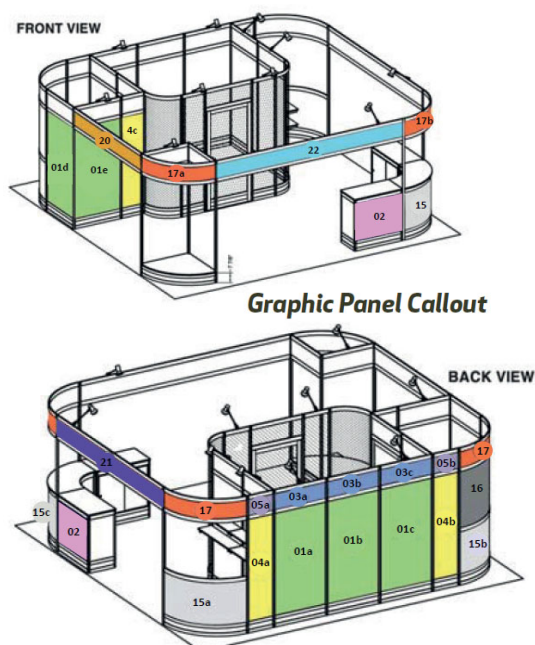 FRONT VIEW
4c
17b
20
22
01d
01e
17a
02
15
Graphic Panel Callout
BACK VIEW
21
17
05b
03c
03b
03a
05a
17
16
15c
02
01a
01b
01c
04b
04a
15b
15a